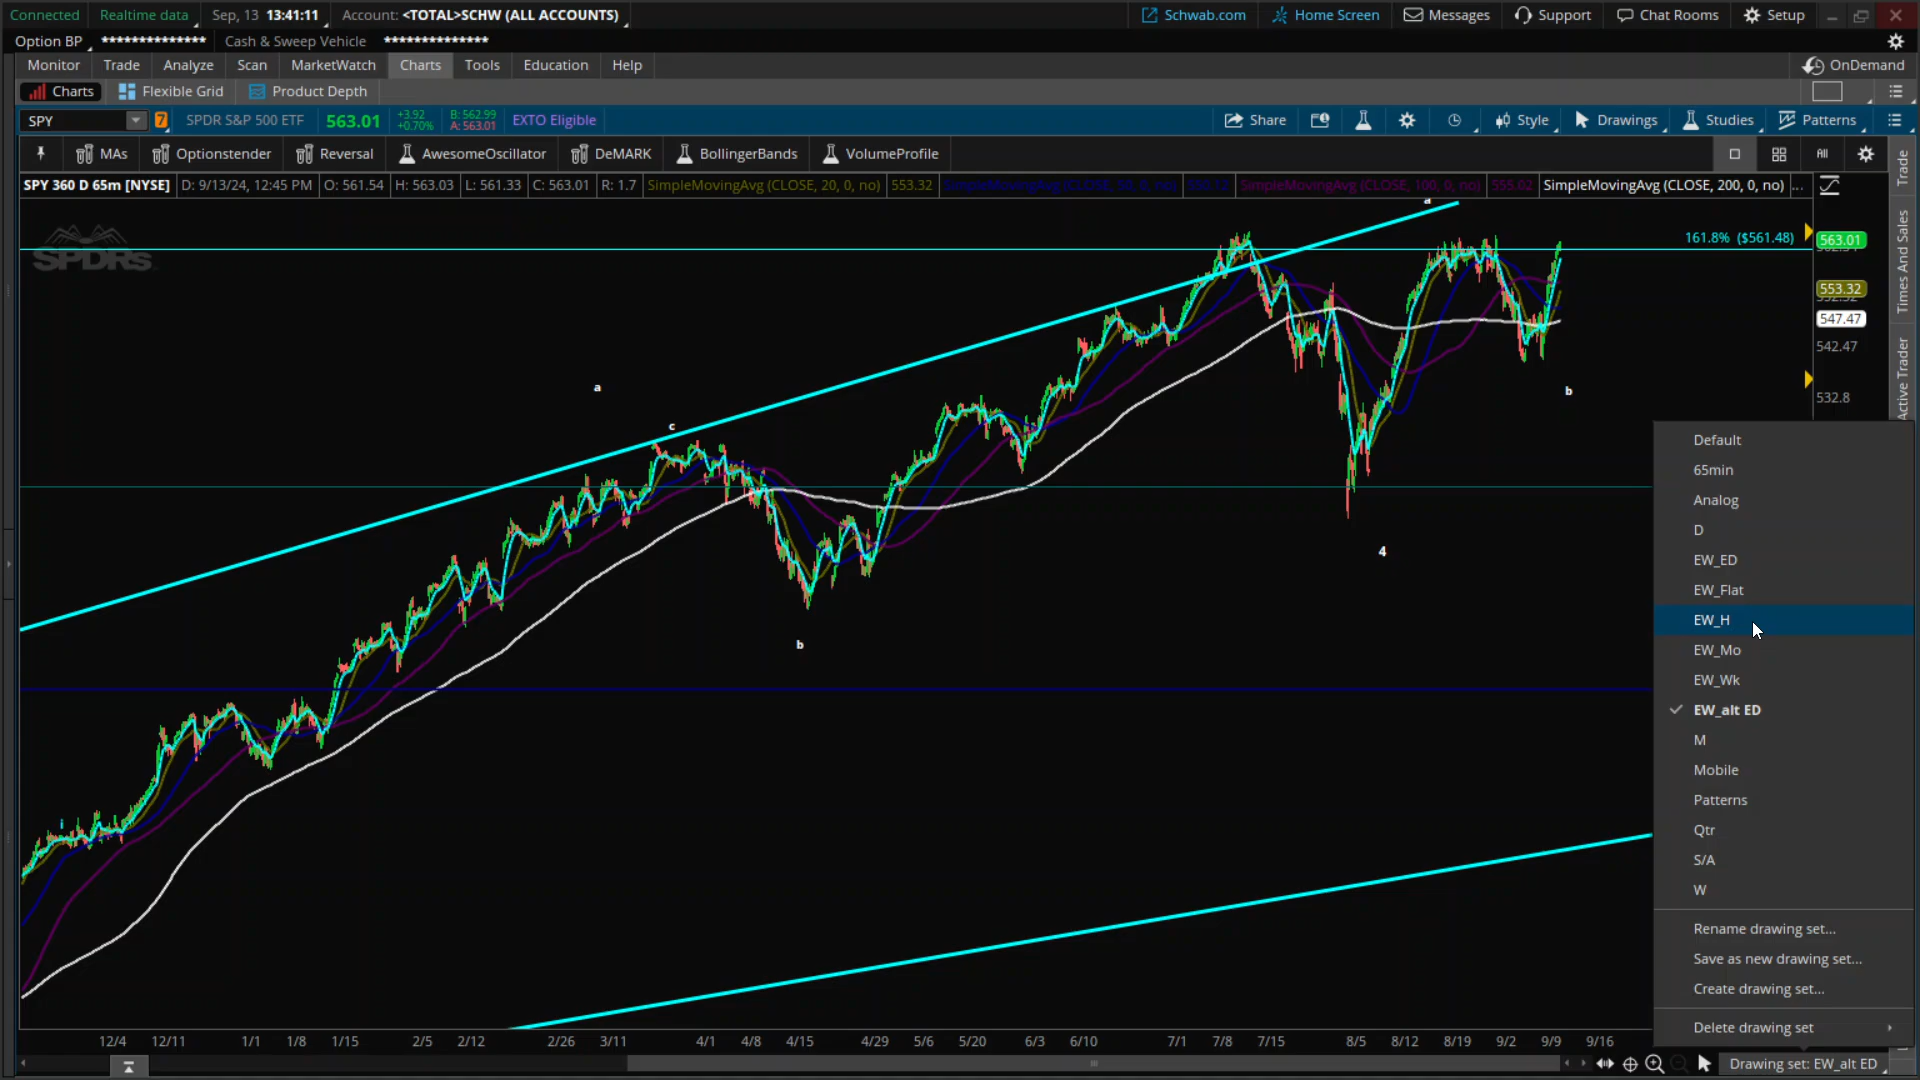 Connected Realtime data Sep, 13 13:41:11 Account: <TOTAL>SCHW (ALL ACCOUNTS) Schwab.com Home Screen Messages Support Chat Rooms Setup
Option BP ************** Cash & Sweep Vehicle **************
Monitor Trade Analyze Scan MarketWatch Charts Tools Education Help OnDemand
Charts Flexible Grid Product Depth
SPY 7 SPDR S&P 500 ETF 563.01 +3.92 +0.70% B: 562.99 A: 563.01 EXTO Eligible Share Style Drawings Studies Patterns
MAs Optionstender Reversal AwesomeOscillator DeMARK BollingerBands VolumeProfile All
SPY 360 D 65m [NYSE] D: 9/13/24, 12:45 PM O: 561.54 H: 563.03 L: 561.33 C: 563.01 R: 1.7 SimpleMovingAvg (CLOSE, 20, 0, no) 553.32 SimpleMovingAvg (CLOSE, 100, 0, no) 555.02 SimpleMovingAvg (CLOSE, 200, 0, no) ...
Trade
Times And Sales
Active Trader
SPDRs
a
161.8% ($561.48)
563.01
553.32
547.47
542.47
532.8
a
b
c
4
b
i
Default
65min
Analog
D
EW_ED
EW_Flat
EW_H
EW_Mo
EW_Wk
EW_alt ED
M
Mobile
Patterns
Qtr
S/A
W
Rename drawing set...
Save as new drawing set...
Create drawing set...
Delete drawing set
12/4 12/11 1/1 1/8 1/15 2/5 2/12 2/26 3/11 4/1 4/8 4/15 4/29 5/6 5/20 6/3 6/10 7/1 7/8 7/15 8/5 8/12 8/19 9/2 9/9 9/16
Drawing set: EW_alt ED